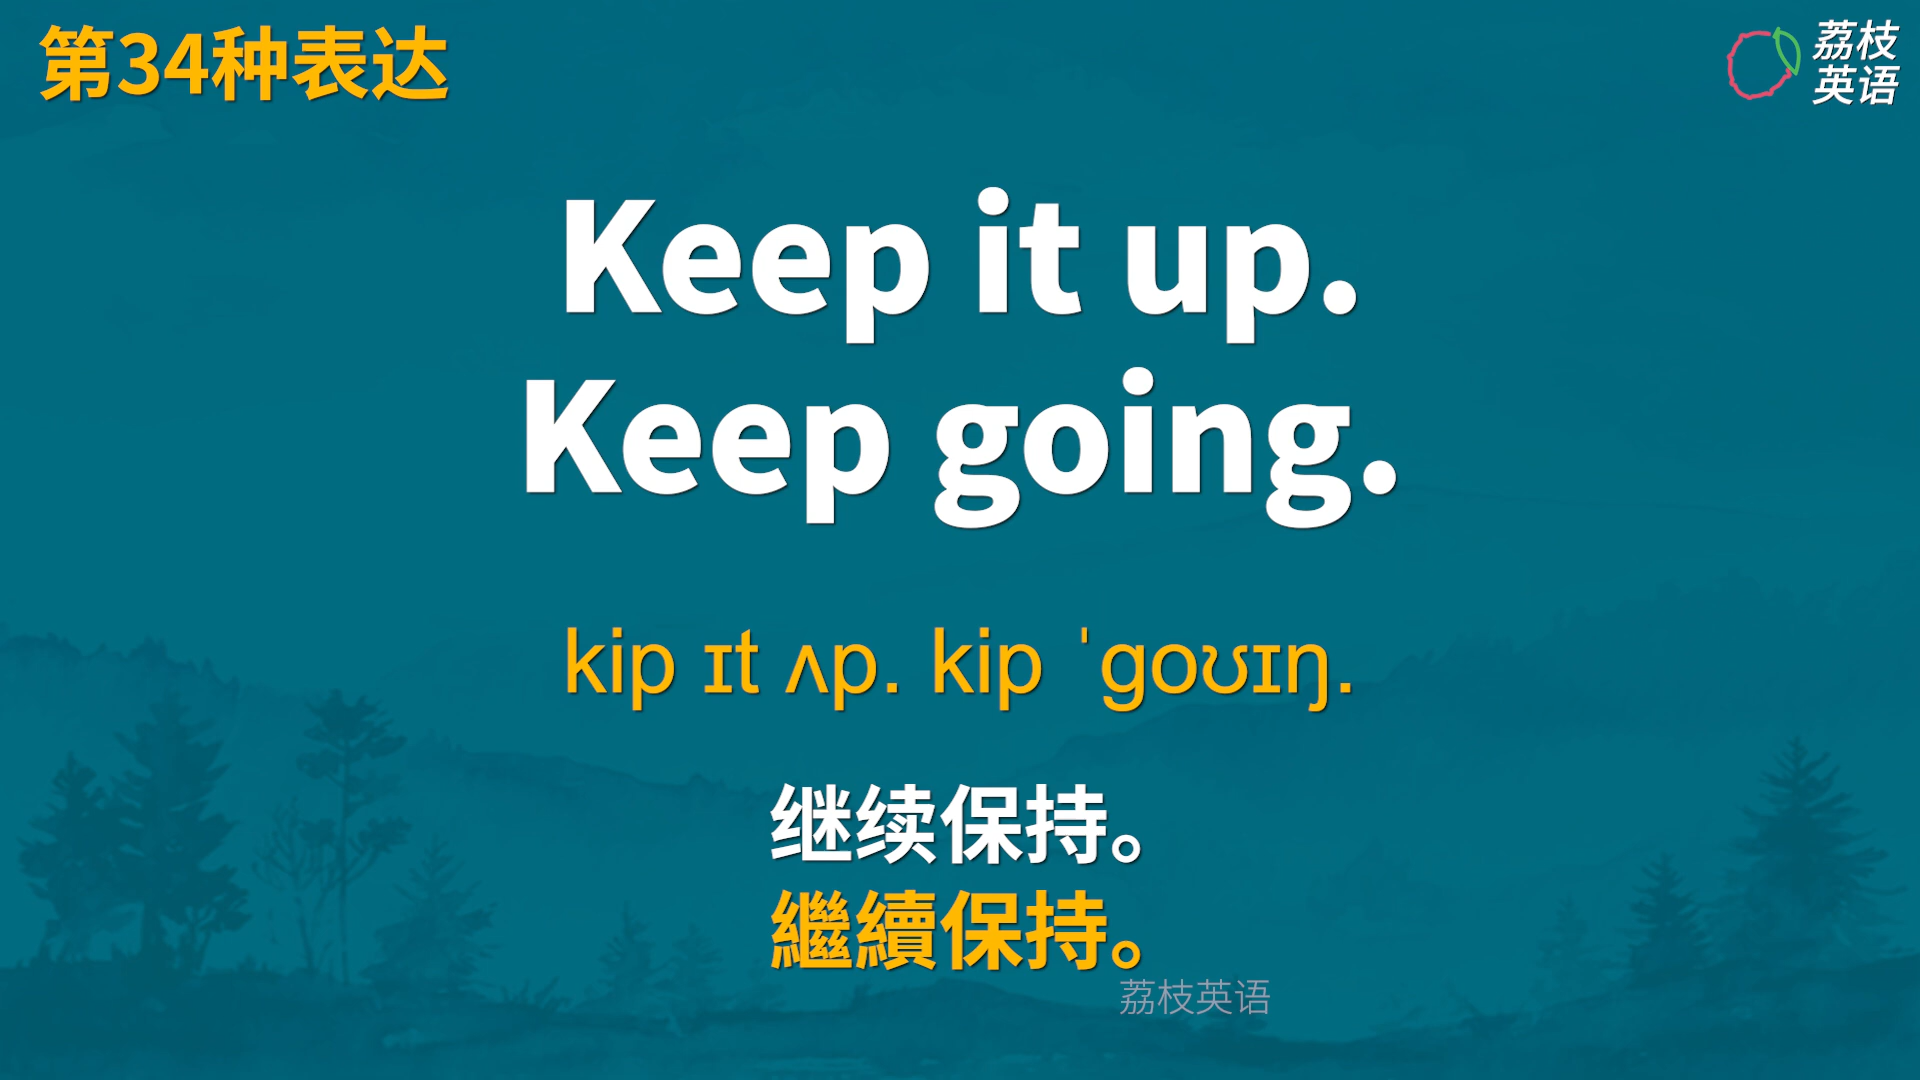 第34种表达
荔枝
英语
Keep it up.
Keep going.
kip ɪt ʌp. kip ˈɡoʊɪŋ.
继续保持。
繼續保持。
荔枝英语